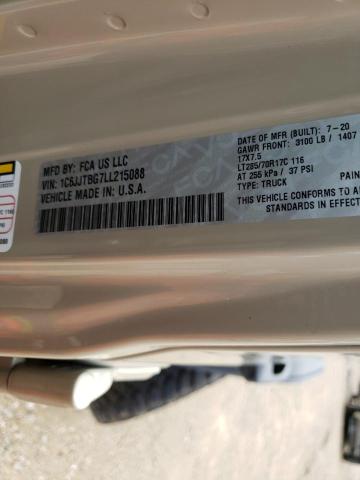 MFD BY: FCA US LLC
VIN: 1C6JJTBG7LL215088
VEHICLE MADE IN: U.S.A.
DATE OF MFR (BUILT): 7-20
GAWR FRONT: 3100 LB / 1407
17X7.5
LT285/70R17C 116
AT 255 kPa / 37 PSI
TYPE: TRUCK
PAIN
THIS VEHICLE CONFORMS TO A
STANDARDS IN EFFECT